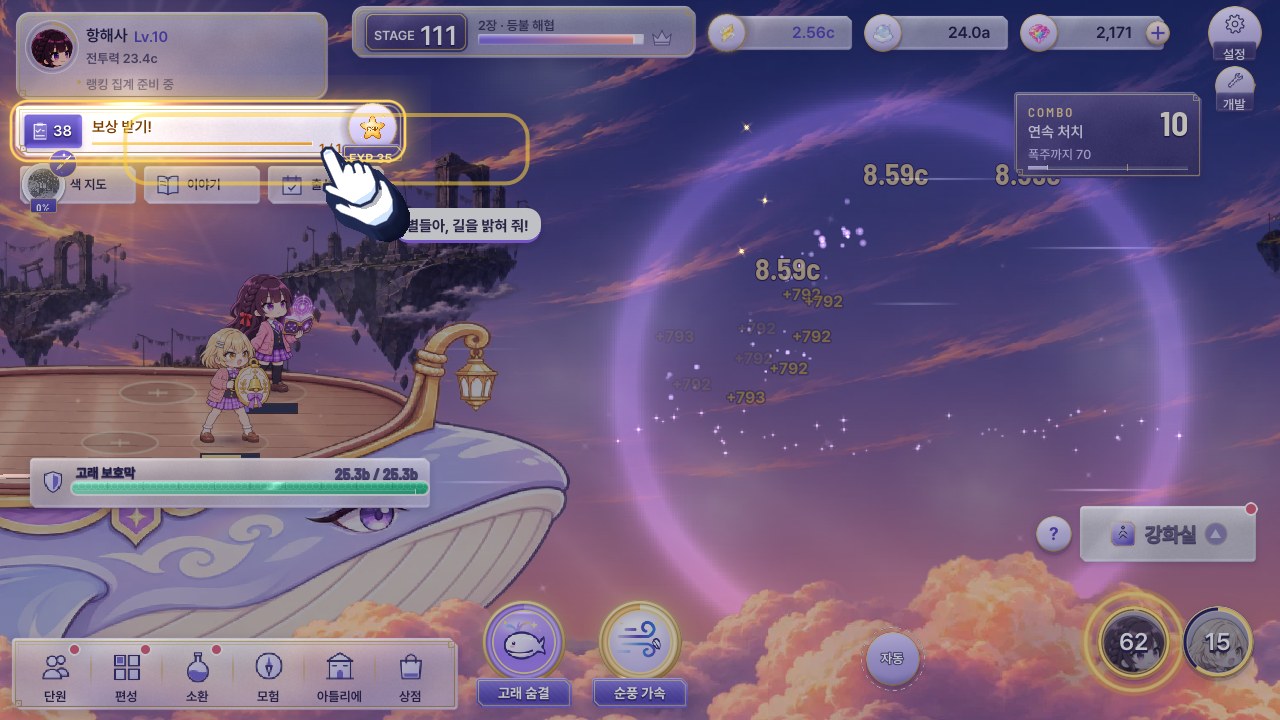 항해사 Lv.10
전투력 23.4c
* 랭킹 집계 준비 중
STAGE 111
2장 · 등불 해협
2.56c
24.0a
2,171
설정
개발
38
보상 받기!
EXP 35
색 지도
0%
이야기
COMBO
연속 처치
10
폭주까지 70
8.59c
8.59c
+792
+792
+793
+792
+792
+792
+792
+792
+793
별들아, 길을 밝혀 줘!
고래 보호막
25.3b / 25.3b
?
강화실
단원
편성
소환
모험
아틀리에
상점
고래 숨결
순풍 가속
자동
62
15